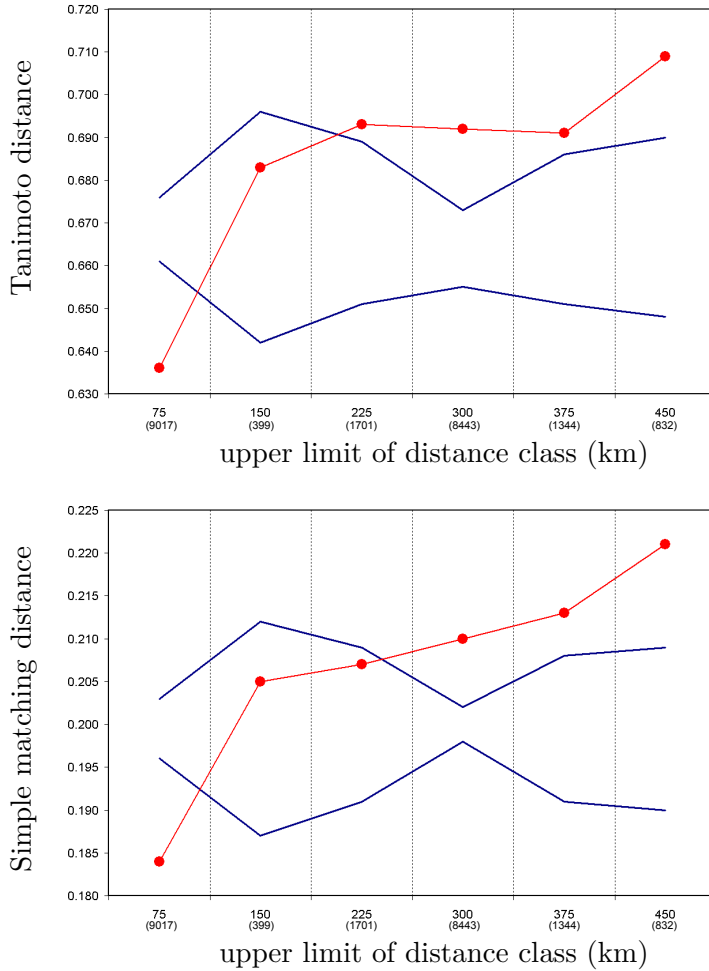 Tanimoto distance
0.720
0.710
0.700
0.690
0.680
0.670
0.660
0.650
0.640
0.630
75 150 225 300 375 450
(9017) (399) (1701) (8443) (1344) (832)
upper limit of distance class (km)
Simple matching distance
0.225
0.220
0.215
0.210
0.205
0.200
0.195
0.190
0.185
0.180
75 150 225 300 375 450
(9017) (399) (1701) (8443) (1344) (832)
upper limit of distance class (km)